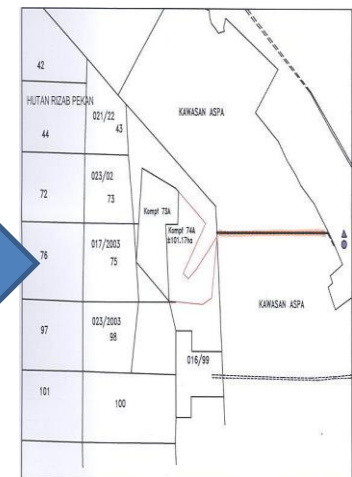 42
HUTAN RIZAB PEKAN
021/22
43
44
KAWASAN ASPA
023/02
73
72
Kompt 73A
Kompt 74A
±101.17ha
017/2003
75
76
KAWASAN ASPA
023/2003
98
97
016/99
101
100